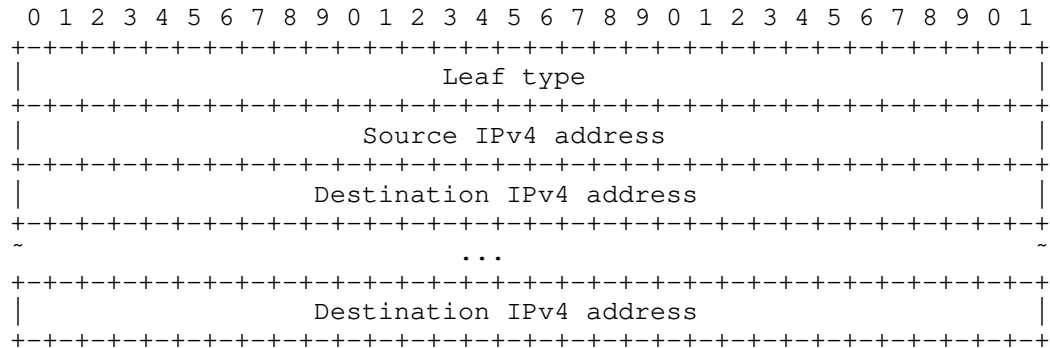 0 1 2 3 4 5 6 7 8 9 0 1 2 3 4 5 6 7 8 9 0 1 2 3 4 5 6 7 8 9 0 1
+-+-+-+-+-+-+-+-+-+-+-+-+-+-+-+-+-+-+-+-+-+-+-+-+-+-+-+-+-+-+-+-+
|                          Leaf type                            |
+-+-+-+-+-+-+-+-+-+-+-+-+-+-+-+-+-+-+-+-+-+-+-+-+-+-+-+-+-+-+-+-+
|                     Source IPv4 address                       |
+-+-+-+-+-+-+-+-+-+-+-+-+-+-+-+-+-+-+-+-+-+-+-+-+-+-+-+-+-+-+-+-+
|                  Destination IPv4 address                     |
+-+-+-+-+-+-+-+-+-+-+-+-+-+-+-+-+-+-+-+-+-+-+-+-+-+-+-+-+-+-+-+-+
~                           ...                                 ~
+-+-+-+-+-+-+-+-+-+-+-+-+-+-+-+-+-+-+-+-+-+-+-+-+-+-+-+-+-+-+-+-+
|                  Destination IPv4 address                     |
+-+-+-+-+-+-+-+-+-+-+-+-+-+-+-+-+-+-+-+-+-+-+-+-+-+-+-+-+-+-+-+-+